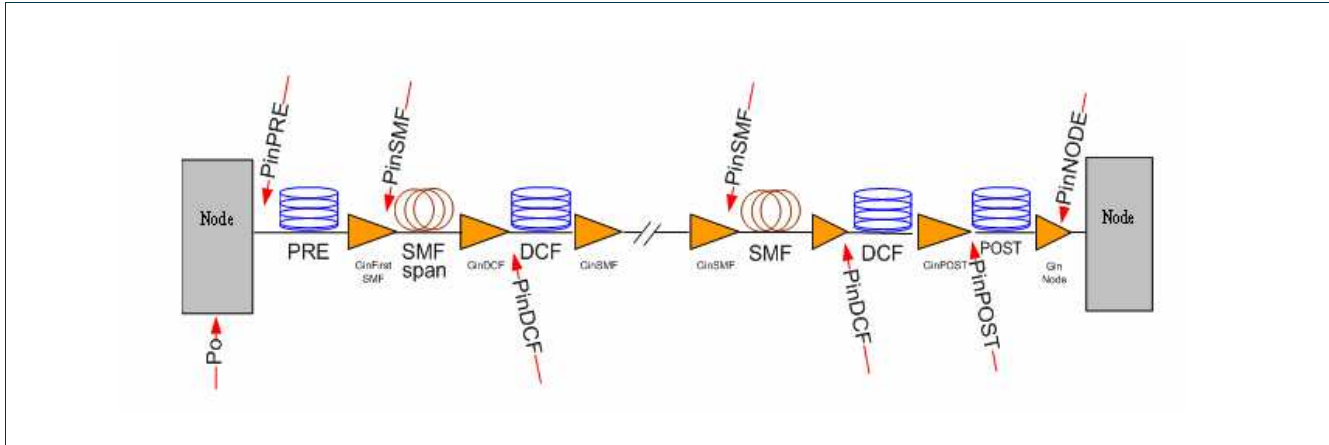 PinPRE
PinSMF
PinSMF
PinNODE
Node
Node
PRE
SMF
span
DCF
SMF
DCF
POST
GinFirst
SMF
GinDCF
GinSMF
GinSMF
GinPOST
Gin
Node
Po
PinDCF
PinDCF
PinPOST